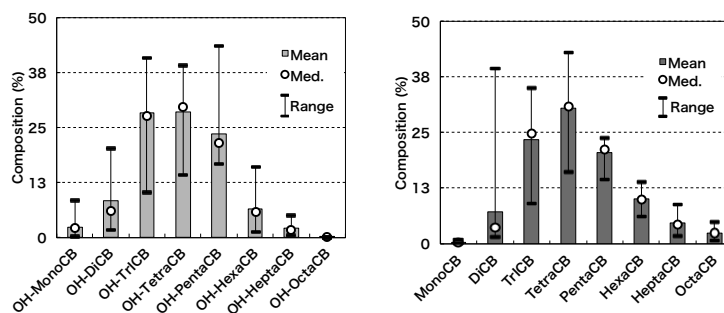 50
38
25
13
0
Composition (%)
Mean
Med.
Range
OH-MonoCB
OH-DiCB
OH-TriCB
OH-TetraCB
OH-PentaCB
OH-HexaCB
OH-HeptaCB
OH-OctaCB
50
38
25
13
0
Composition (%)
Mean
Med.
Range
MonoCB
DiCB
TriCB
TetraCB
PentaCB
HexaCB
HeptaCB
OctaCB